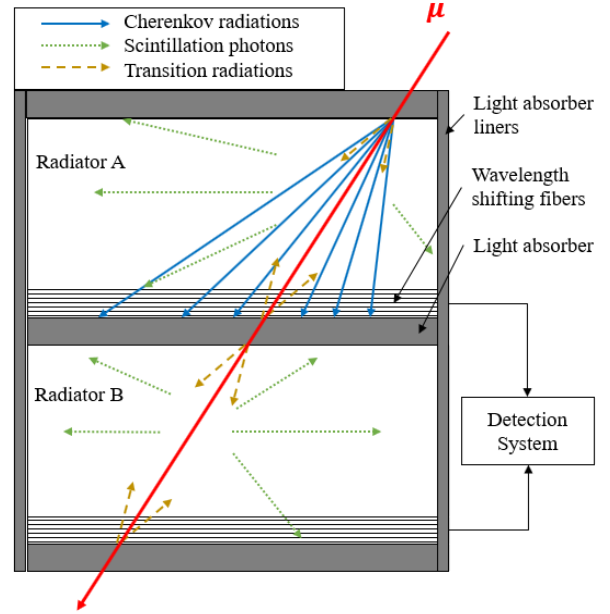 μ
Cherenkov radiations
Scintillation photons
Transition radiations
Light absorber
liners
Radiator A
Wavelength
shifting fibers
Light absorber
Radiator B
Detection
System